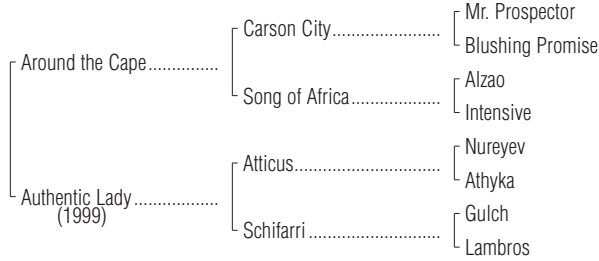 Mr. Prospector
Carson City........................
Blushing Promise
Around the Cape...............
Alzao
Song of Africa....................
Intensive
Nureyev
Atticus.................................
Athyka
Authentic Lady..................
(1999)
Gulch
Schifarri..............................
Lambros